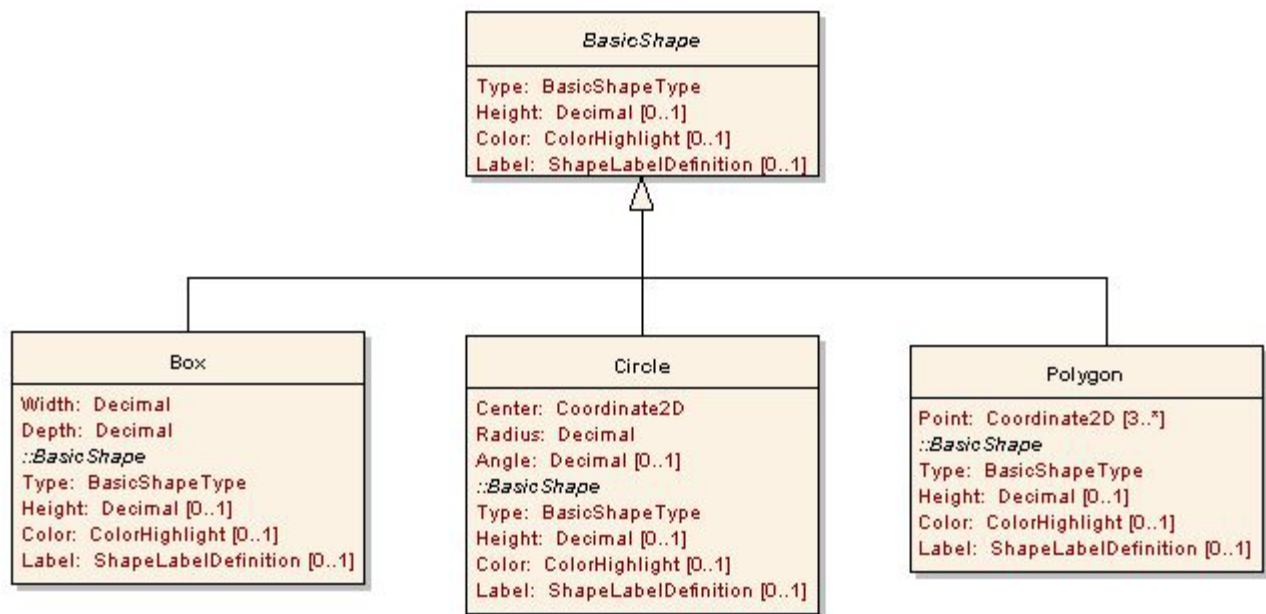 BasicShape
Type: BasicShapeType
Height: Decimal [0..1]
Color: ColorHighlight [0..1]
Label: ShapeLabelDefinition [0..1]
Box
Width: Decimal
Depth: Decimal
::BasicShape
Type: BasicShapeType
Height: Decimal [0..1]
Color: ColorHighlight [0..1]
Label: ShapeLabelDefinition [0..1]
Circle
Center: Coordinate2D
Radius: Decimal
Angle: Decimal [0..1]
::BasicShape
Type: BasicShapeType
Height: Decimal [0..1]
Color: ColorHighlight [0..1]
Label: ShapeLabelDefinition [0..1]
Polygon
Point: Coordinate2D [3..*]
::BasicShape
Type: BasicShapeType
Height: Decimal [0..1]
Color: ColorHighlight [0..1]
Label: ShapeLabelDefinition [0..1]